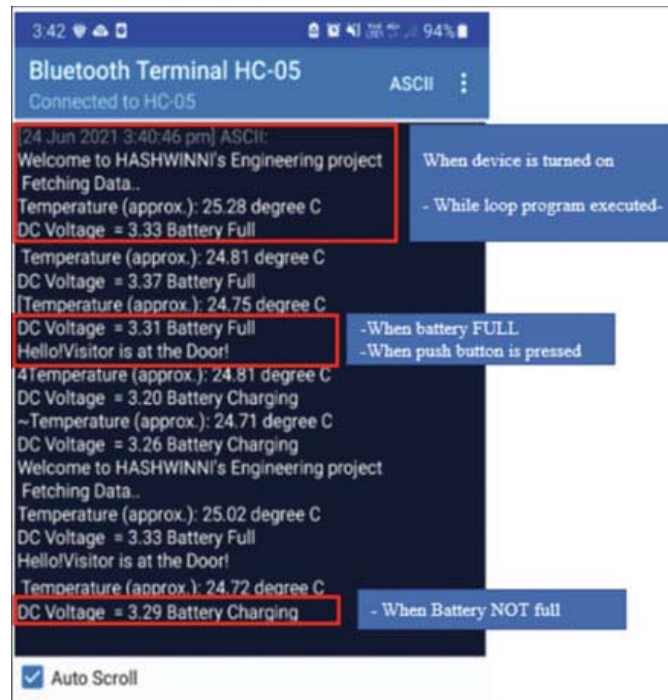 3:42 94%
Bluetooth Terminal HC-05
ASCII
Connected to HC-05
[24 Jun 2021 3:40:46 pm] ASCII:
Welcome to HASHWINNI's Engineering project
Fetching Data..
Temperature (approx.): 25.28 degree C
DC Voltage = 3.33 Battery Full
When device is turned on
- While loop program executed-
Temperature (approx.): 24.81 degree C
DC Voltage = 3.37 Battery Full
[Temperature (approx.): 24.75 degree C
DC Voltage = 3.31 Battery Full
Hello!Visitor is at the Door!
-When battery FULL
-When push button is pressed
4Temperature (approx.): 24.81 degree C
DC Voltage = 3.20 Battery Charging
~Temperature (approx.): 24.71 degree C
DC Voltage = 3.26 Battery Charging
Welcome to HASHWINNI's Engineering project
Fetching Data..
Temperature (approx.): 25.02 degree C
DC Voltage = 3.33 Battery Full
Hello!Visitor is at the Door!
Temperature (approx.): 24.72 degree C
DC Voltage = 3.29 Battery Charging
- When Battery NOT full
Auto Scroll